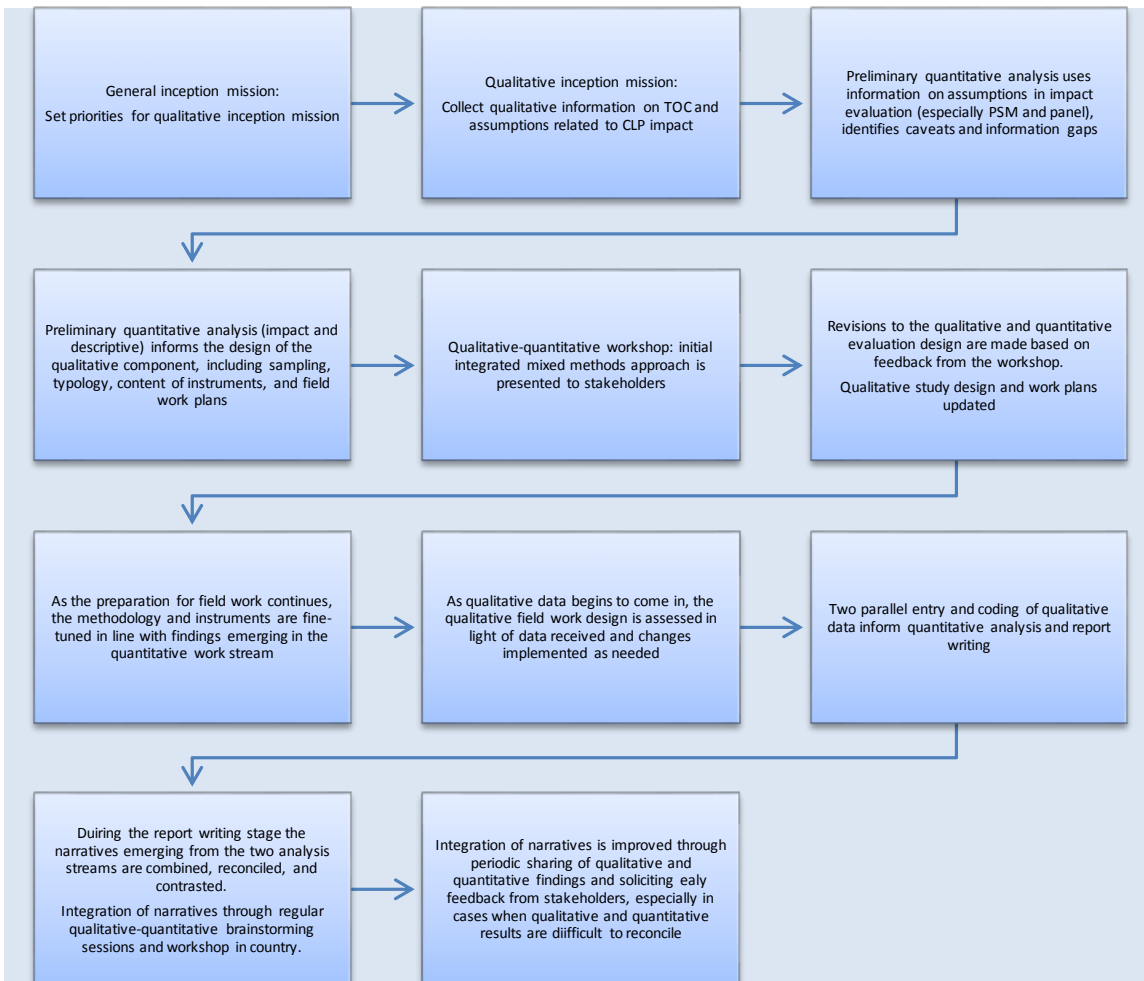 General inception mission:
Set priorities for qualitative inception mission
Qualitative inception mission:
Collect qualitative information on TOC and
assumptions related to CLP impact
Preliminary quantitative analysis uses
information on assumptions in impact
evaluation (especially PSM and panel),
identifies caveats and information gaps
Preliminary quantitative analysis (impact and
descriptive) informs the design of the
qualitative component, including sampling,
typology, content of instruments, and field
work plans
Qualitative-quantitative workshop: initial
integrated mixed methods approach is
presented to stakeholders
Revisions to the qualitative and quantitative
evaluation design are made based on
feedback from the workshop.
Qualitative study design and work plans
updated
As the preparation for field work continues,
the methodology and instruments are fine-
tuned in line with findings emerging in the
quantitative work stream
As qualitative data begins to come in, the
qualitative field work design is assessed in
light of data received and changes
implemented as needed
Two parallel entry and coding of qualitative
data inform quantitative analysis and report
writing
Duiring the report writing stage the
narratives emerging from the two analysis
streams are combined, reconciled, and
contrasted.
Integration of narratives through regular
qualitative-quantitative brainstorming
sessions and workshop in country.
Integration of narratives is improved through
periodic sharing of qualitative and
quantitative findings and soliciting ealy
feedback from stakeholders, especially in
cases when qualitative and quantitative
results are diifficult to reconcile